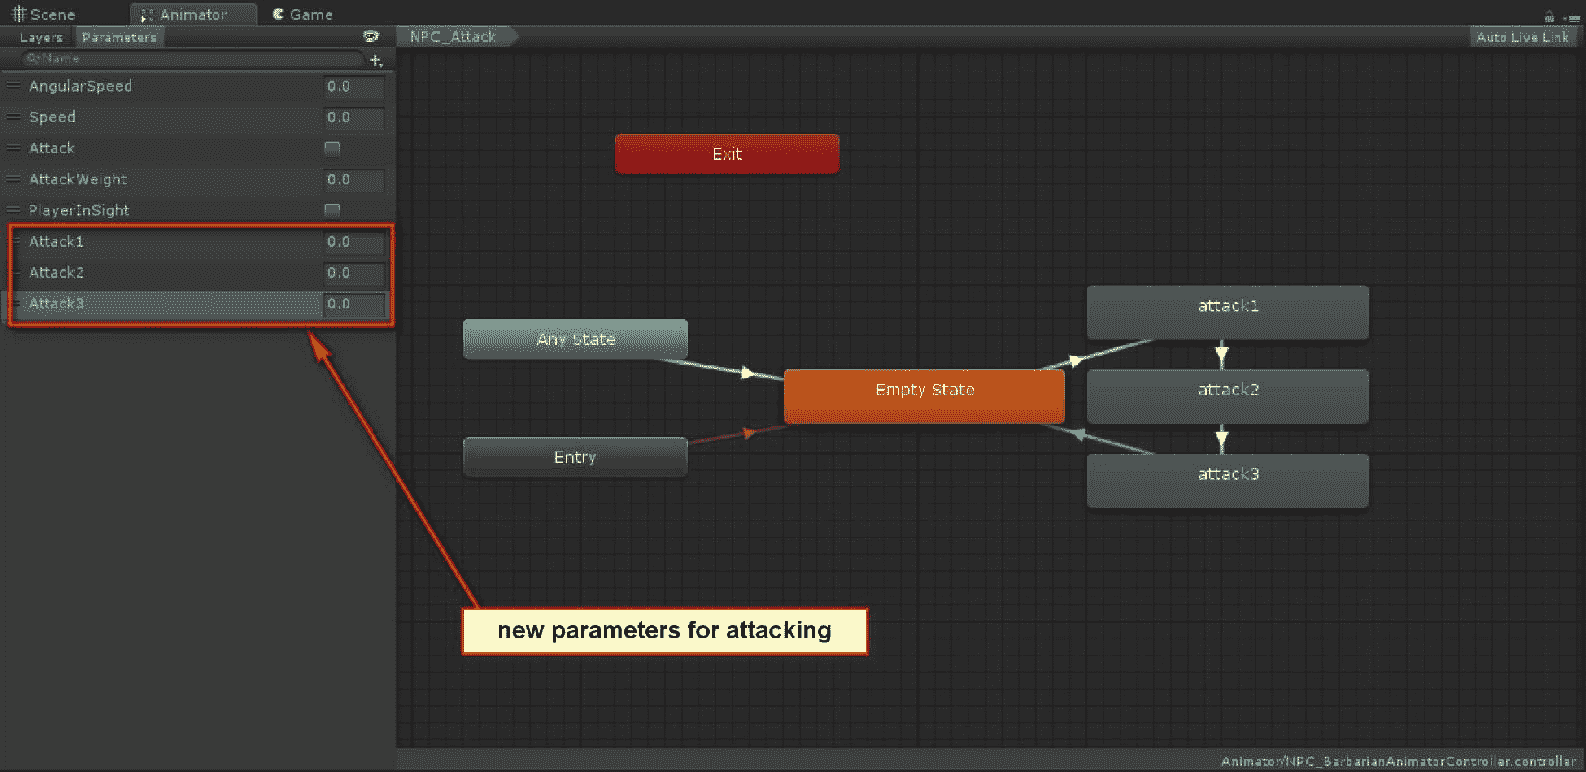 Scene
Animator
Game
Layers
Parameters
NPC_Attack
Auto Live Link
Name
AngularSpeed 0.0
Speed 0.0
Attack
AttackWeight 0.0
PlayerInSight
Attack1 0.0
Attack2 0.0
Attack3 0.0
Exit
Any State
Entry
Empty State
attack1
attack2
attack3
new parameters for attacking
Animator/NPC_BarbarianAnimatorController.controller